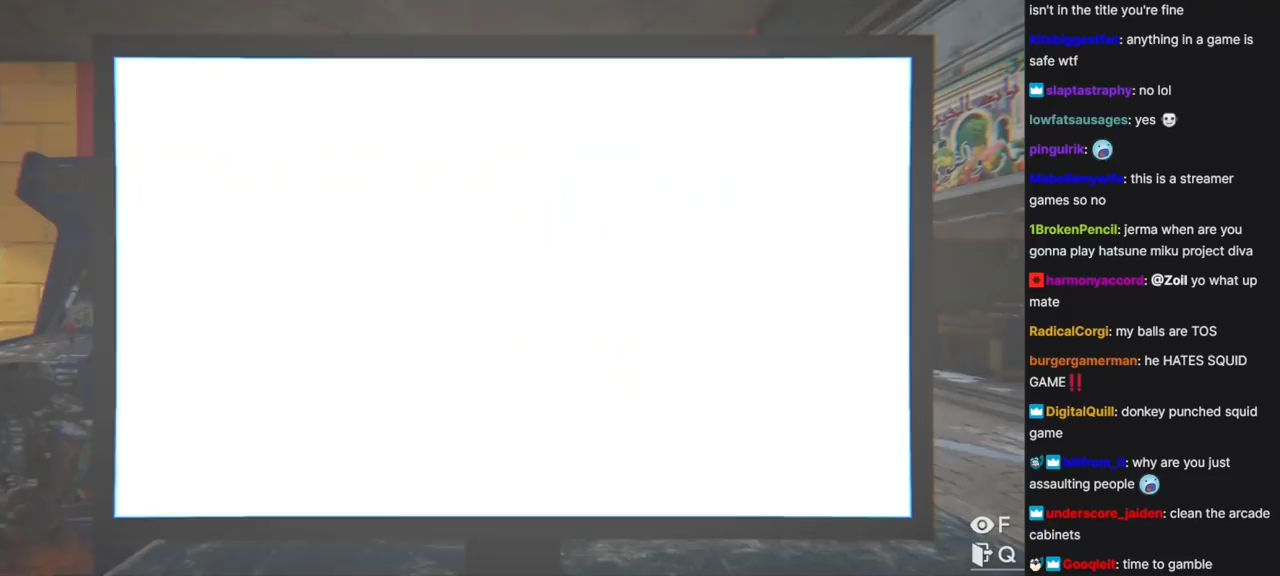 isn't in the title you're fine
kitsbiggestfan: anything in a game is
safe wtf
slaptastraphy: no lol
lowfatsausages: yes
pingulrik:
this is a streamer
games so no
1BrokenPencil: jerma when are you
gonna play hatsune miku project diva
harmonyaccord: @Zoil yo what up
mate
RadicalCorgi: my balls are TOS
burgergamerman: he HATES SQUID
GAME‼️
DigitalQuill: donkey punched squid
game
why are you just
assaulting people
F
underscore_jaiden: clean the arcade
cabinets
Q
Gooqleit: time to gamble